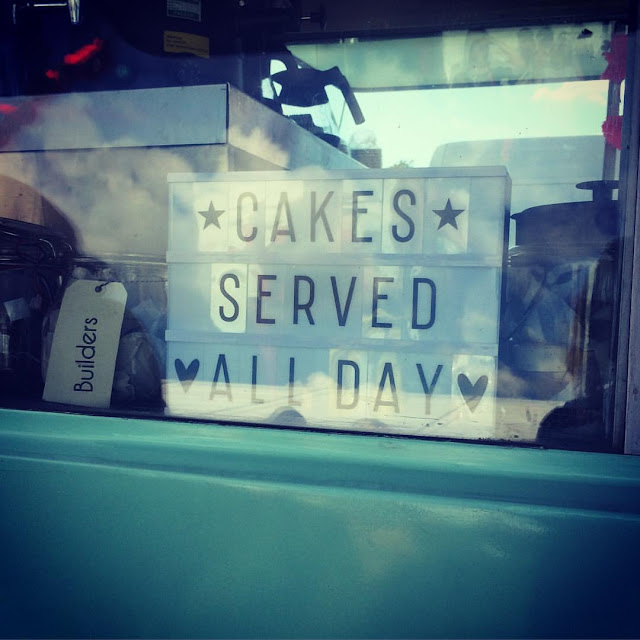 ★ CAKES ★
SERVED
♥ ALL DAY ♥
Builders